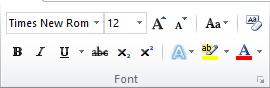 Times New Rom 12 A A Aa
B I U abc x₂ x² A ab A
Font